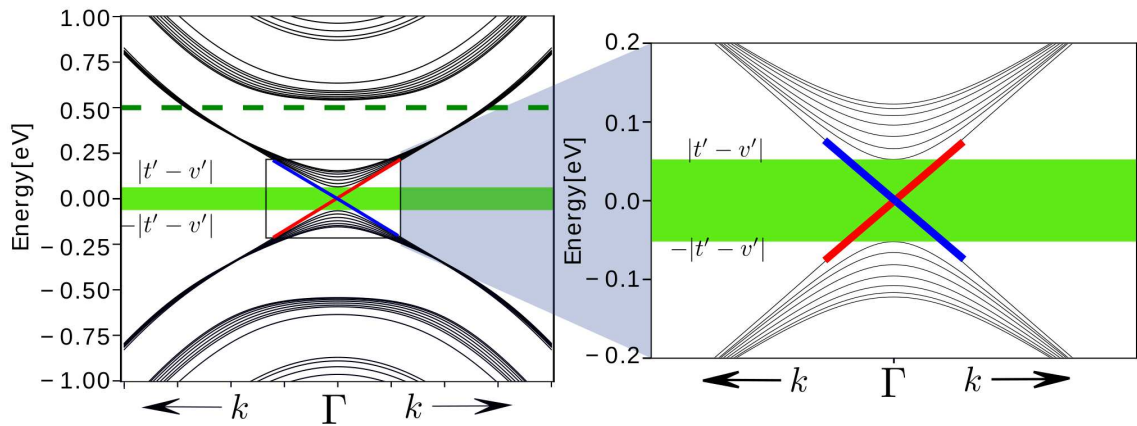 Energy[eV]
1.00
0.75
0.50
0.25
0.00
−0.25
−0.50
−0.75
−1.00
|t′ − v′|
−|t′ − v′|
k Γ k
Energy[eV]
0.2
0.1
0.0
−0.1
−0.2
|t′ − v′|
−|t′ − v′|
k Γ k